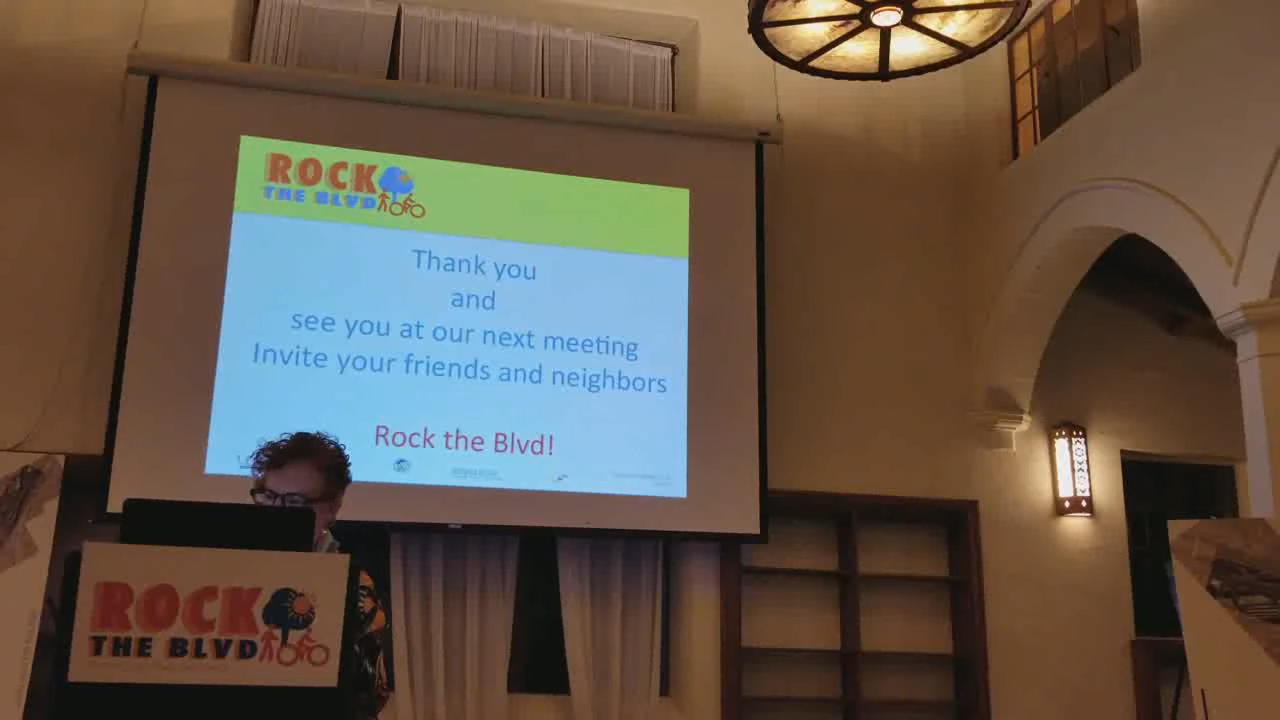 ROCK
THE BLVD
Thank you
and
see you at our next meeting
Invite your friends and neighbors
Rock the Blvd!
ROCK
THE BLVD